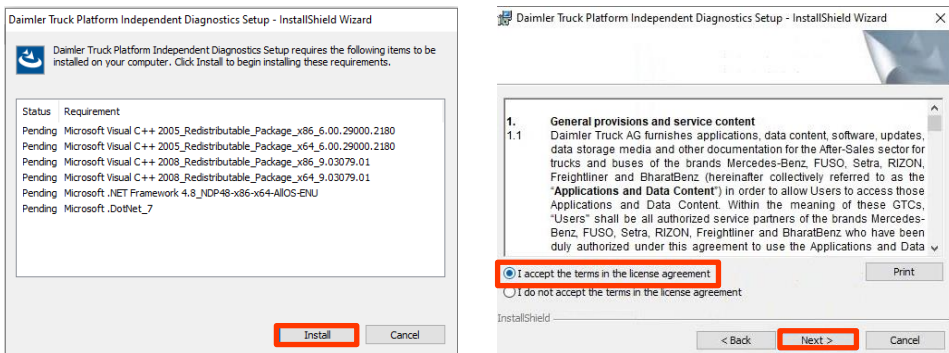 Daimler Truck Platform Independent Diagnostics Setup - InstallShield Wizard
Daimler Truck Platform Independent Diagnostics Setup requires the following items to be
installed on your computer. Click Install to begin installing these requirements.
Status Requirement
Pending Microsoft Visual C++ 2005_Redistributable_Package_x86_6.00.29000.2180
Pending Microsoft Visual C++ 2005_Redistributable_Package_x64_6.00.29000.2180
Pending Microsoft Visual C++ 2008_Redistributable_Package_x86_9.03079.01
Pending Microsoft Visual C++ 2008_Redistributable_Package_x64_9.03079.01
Pending Microsoft .NET Framework 4.8_NDP48-x86-x64-AllOS-ENU
Pending Microsoft .DotNet_7
Install Cancel
Daimler Truck Platform Independent Diagnostics Setup - InstallShield Wizard
1. General provisions and service content
1.1 Daimler Truck AG furnishes applications, data content, software, updates,
data storage media and other documentation for the After-Sales sector for
trucks and buses of the brands Mercedes-Benz, FUSO, Setra, RIZON,
Freightliner and BharatBenz (hereinafter collectively referred to as the
“Applications and Data Content”) in order to allow Users to access those
Applications and Data Content. Within the meaning of these GTCs,
“Users” shall be all authorized service partners of the brands Mercedes-
Benz, FUSO, Setra, RIZON, Freightliner and BharatBenz who have been
duly authorized under this agreement to use the Applications and Data
I accept the terms in the license agreement
Print
I do not accept the terms in the license agreement
InstallShield
< Back Next > Cancel